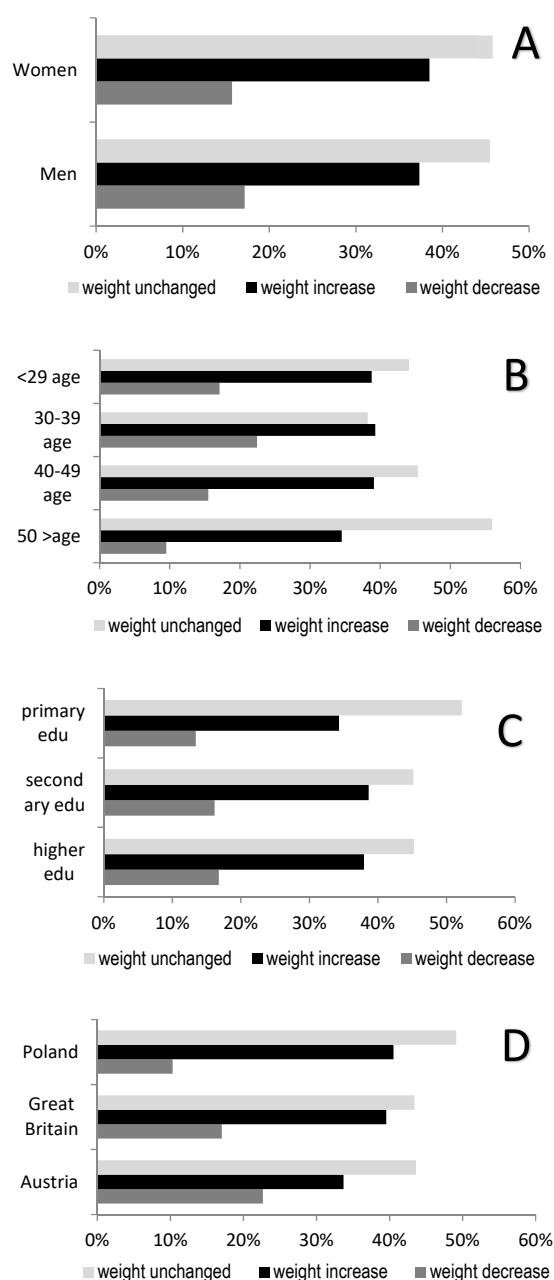 A
Women
Men
0% 10% 20% 30% 40% 50%
weight unchanged weight increase weight decrease
B
<29 age
30-39
age
40-49
age
50 >age
0% 10% 20% 30% 40% 50% 60%
weight unchanged weight increase weight decrease
C
primary
edu
second
ary edu
higher
edu
0% 10% 20% 30% 40% 50% 60%
weight unchanged weight increase weight decrease
D
Poland
Great
Britain
Austria
0% 10% 20% 30% 40% 50% 60%
weight unchanged weight increase weight decrease